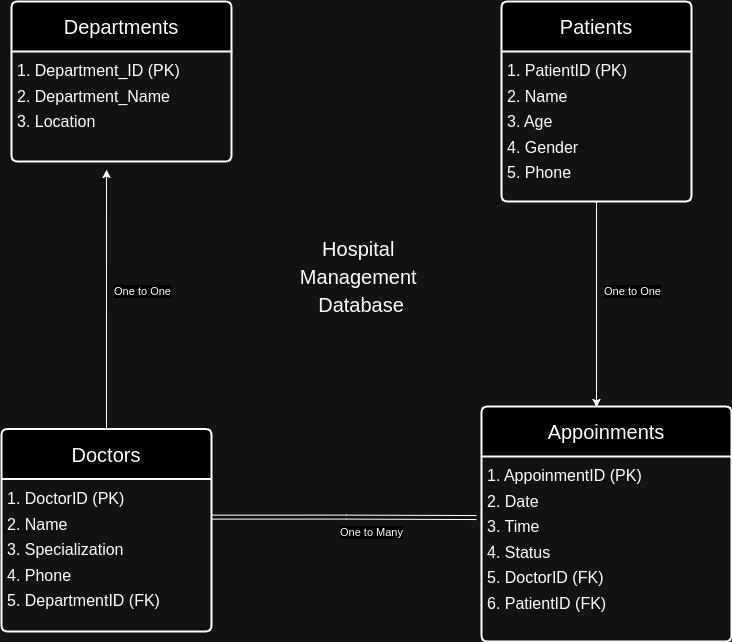 Departments
1. Department_ID (PK)
2. Department_Name
3. Location
Patients
1. PatientID (PK)
2. Name
3. Age
4. Gender
5. Phone
Hospital
Management
Database
One to One
One to One
Doctors
1. DoctorID (PK)
2. Name
3. Specialization
4. Phone
5. DepartmentID (FK)
One to Many
Appoinments
1. AppoinmentID (PK)
2. Date
3. Time
4. Status
5. DoctorID (FK)
6. PatientID (FK)